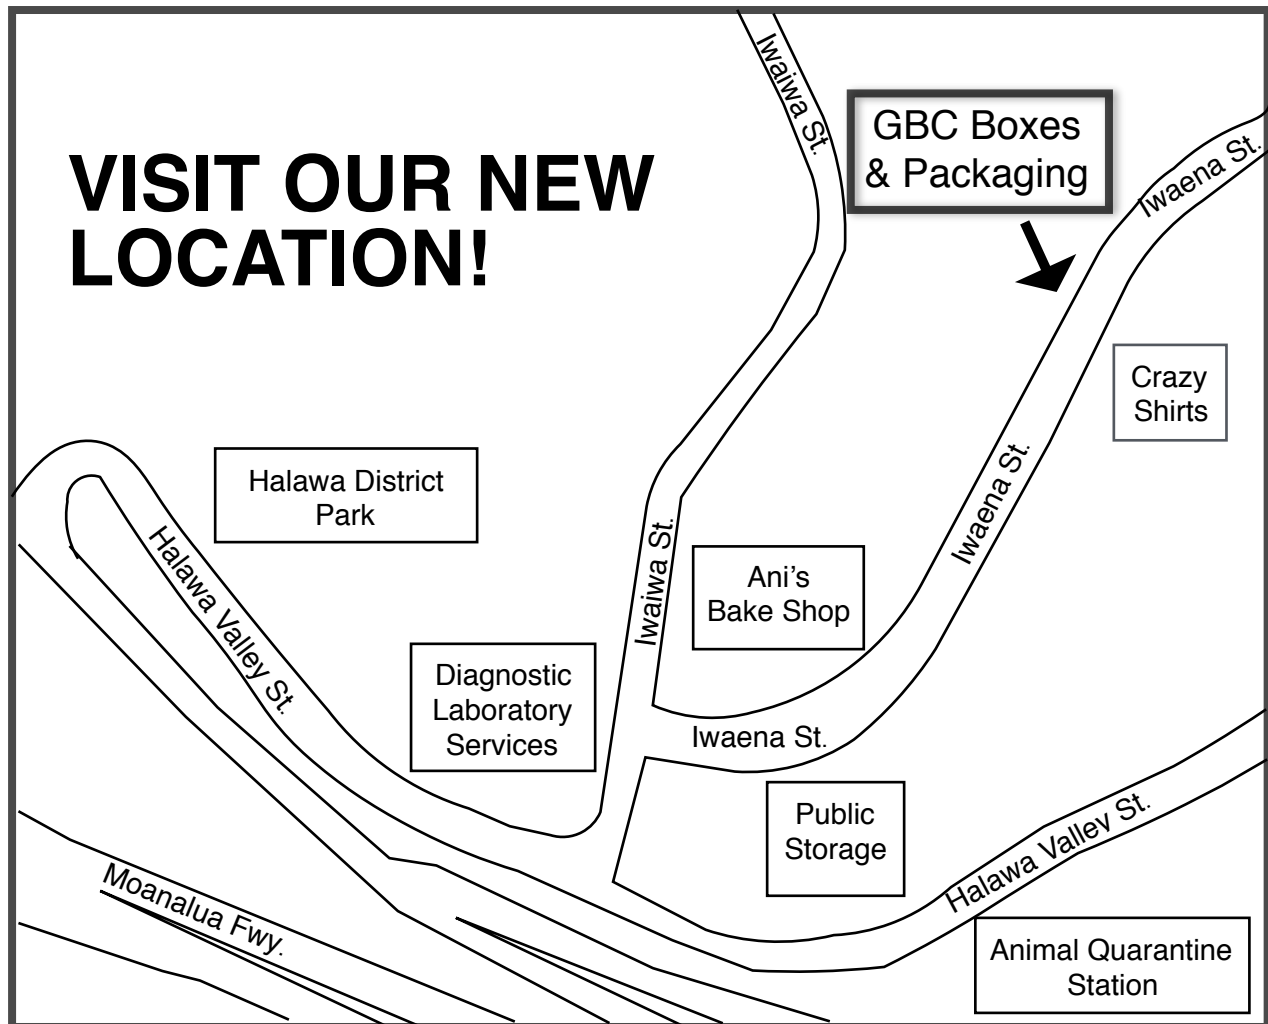 Iwaiwa St.
GBC Boxes
& Packaging
Iwaena St.
VISIT OUR NEW
LOCATION!
Crazy
Shirts
Halawa District
Park
Iwaena St.
Halawa Valley St.
Iwaiwa St.
Ani's
Bake Shop
Diagnostic
Laboratory
Services
Iwaena St.
Public
Storage
Halawa Valley St.
Moanalua Fwy.
Animal Quarantine
Station